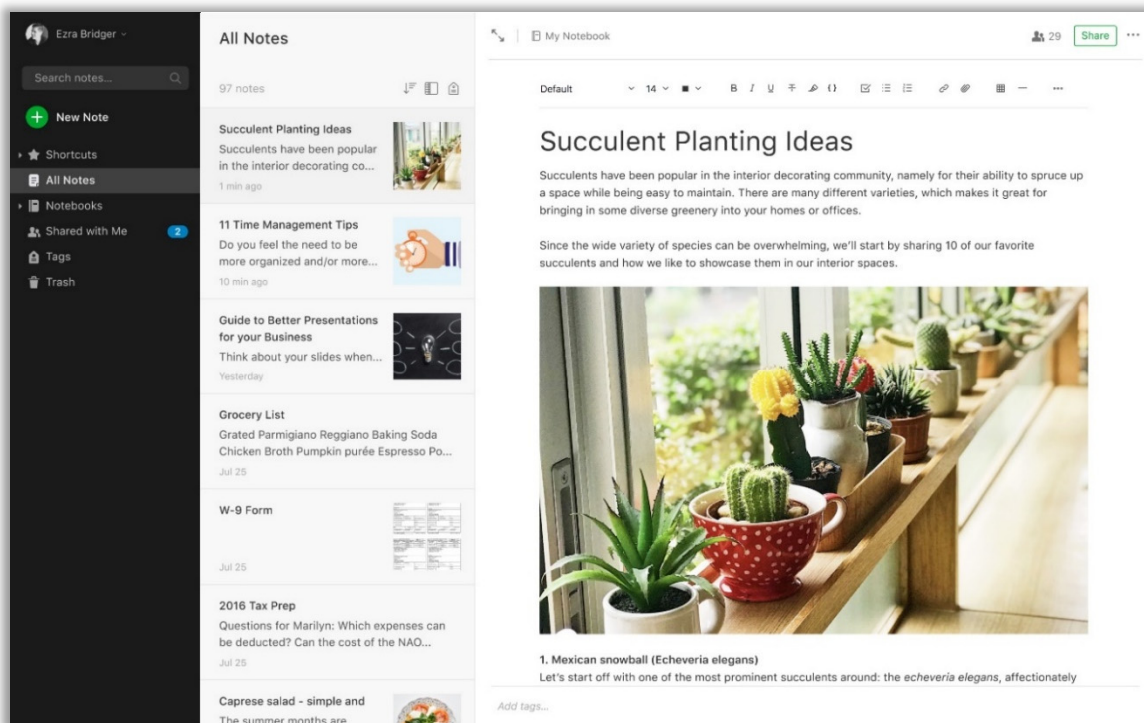 Ezra Bridger
Search notes...
New Note
Shortcuts
All Notes
Notebooks
Shared with Me
2
Tags
Trash
All Notes
97 notes
Succulent Planting Ideas
Succulents have been popular
in the interior decorating co...
1 min ago
11 Time Management Tips
Do you feel the need to be
more organized and/or more...
10 min ago
Guide to Better Presentations
for your Business
Think about your slides when...
Yesterday
Grocery List
Grated Parmigiano Reggiano Baking Soda
Chicken Broth Pumpkin purée Espresso Po...
Jul 25
W-9 Form
Jul 25
2016 Tax Prep
Questions for Marilyn: Which expenses can
be deducted? Can the cost of the NAO...
Jul 25
Caprese salad - simple and
The summer months are
My Notebook
29
Share
Default
14
B I U T
Succulent Planting Ideas
Succulents have been popular in the interior decorating community, namely for their ability to spruce up
a space while being easy to maintain. There are many different varieties, which makes it great for
bringing in some diverse greenery into your homes or offices.
Since the wide variety of species can be overwhelming, we'll start by sharing 10 of our favorite
succulents and how we like to showcase them in our interior spaces.
1. Mexican snowball (Echeveria elegans)
Let's start off with one of the most prominent succulents around: the echeveria elegans, affectionately
Add tags...